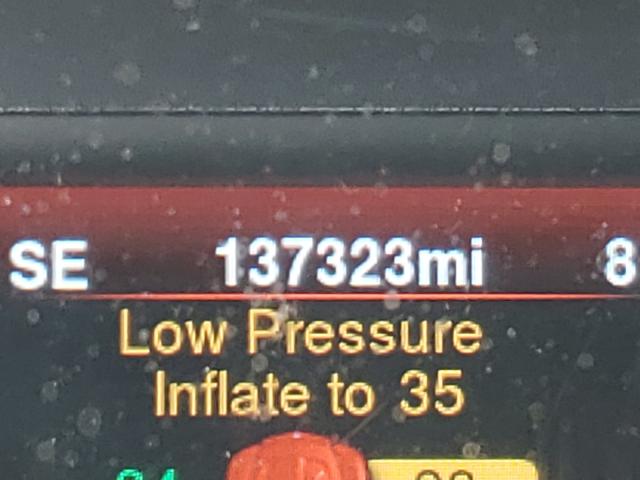 SE 137323mi 8
Low Pressure
Inflate to 35